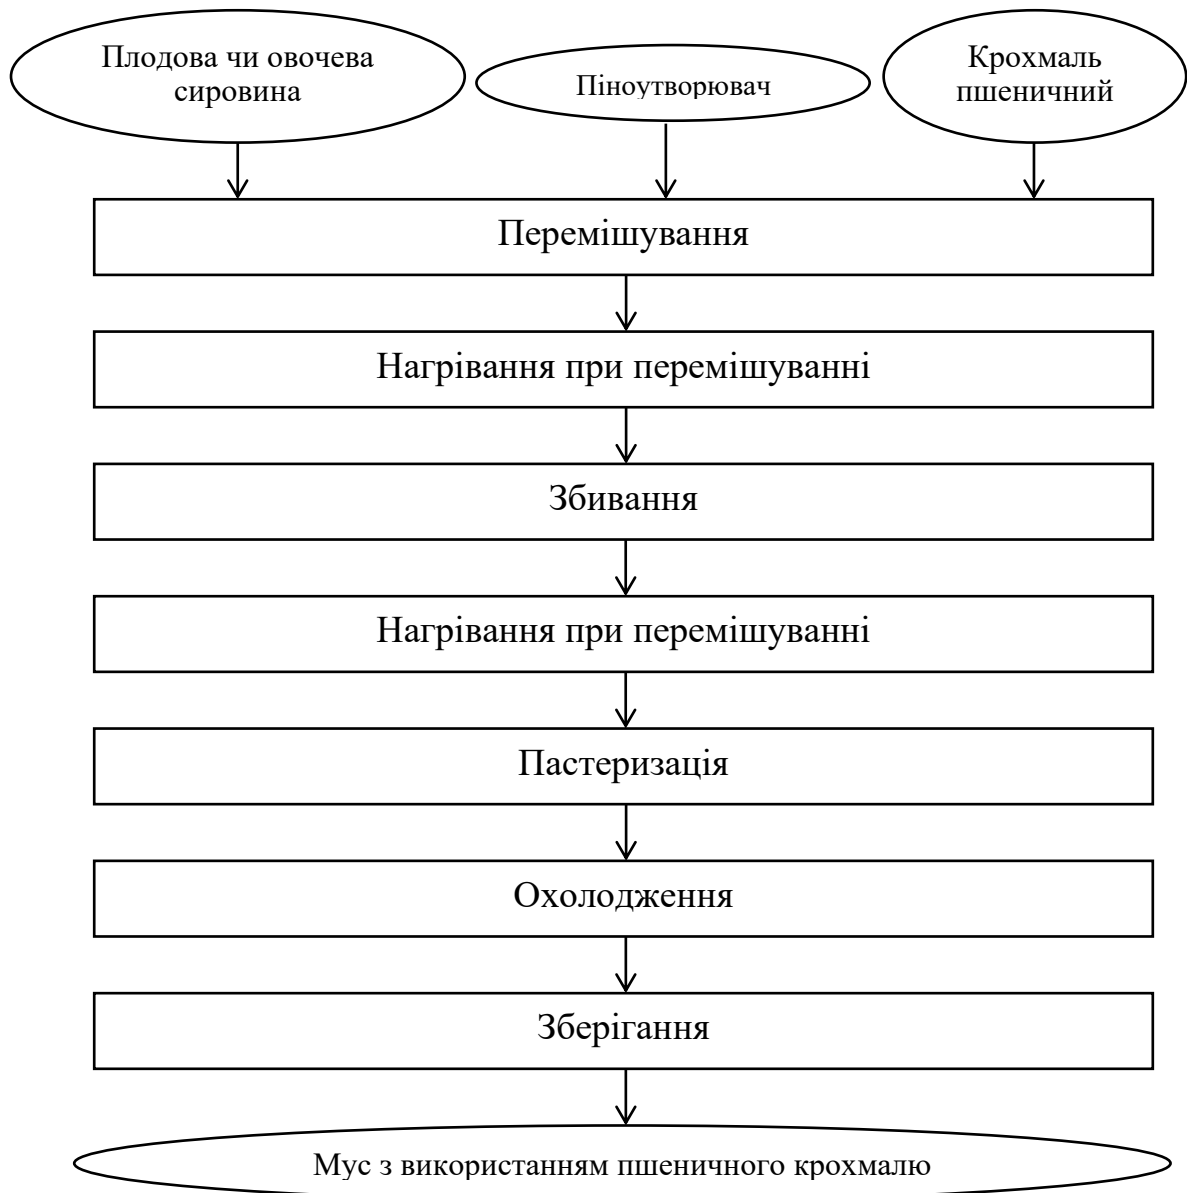 Плодова чи овочева
сировина
Піноутворювач
Крохмаль
пшеничний
Перемішування
Нагрівання при перемішуванні
Збивання
Нагрівання при перемішуванні
Пастеризація
Охолодження
Зберігання
Мус з використанням пшеничного крохмалю